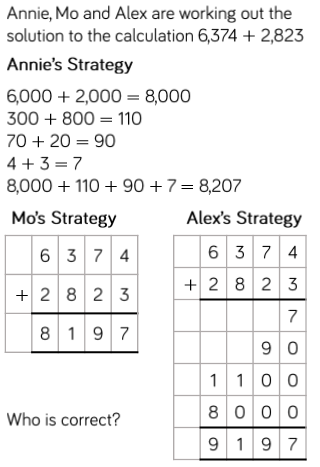 Annie, Mo and Alex are working out the
solution to the calculation 6,374 + 2,823
Annie's Strategy
6,000 + 2,000 = 8,000
300 + 800 = 110
70 + 20 = 90
4 + 3 = 7
8,000 + 110 + 90 + 7 = 8,207
Mo's Strategy
6 3 7 4
+ 2 8 2 3
8 1 9 7
Alex's Strategy
6 3 7 4
+ 2 8 2 3
7
9 0
1 1 0 0
8 0 0 0
9 1 9 7
Who is correct?